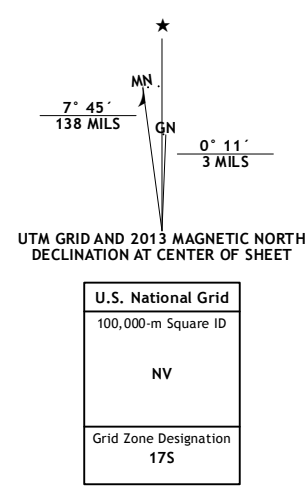 ★
MN
7° 45´
138 MILS
GN
0° 11´
3 MILS
UTM GRID AND 2013 MAGNETIC NORTH
DECLINATION AT CENTER OF SHEET
U.S. National Grid
100,000-m Square ID
NV
Grid Zone Designation
17S